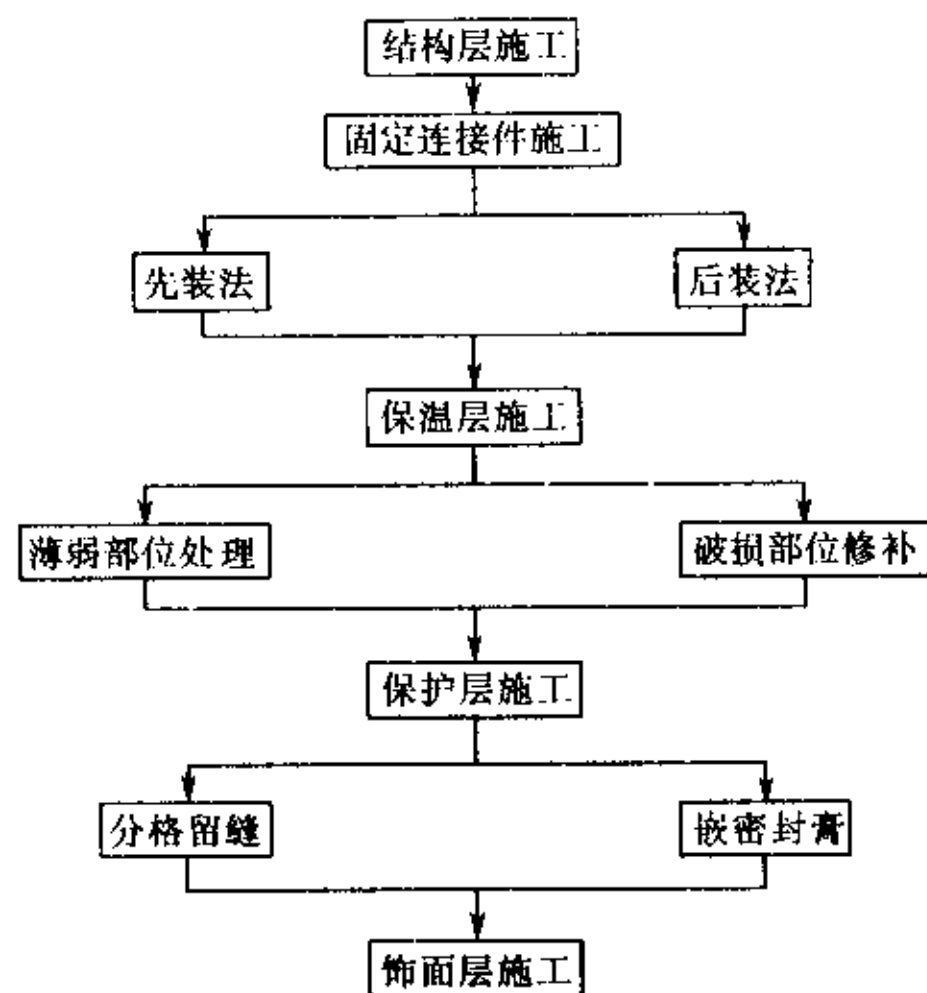 结构层施工
固定连接件施工
先装法
后装法
保温层施工
薄弱部位处理
破损部位修补
保护层施工
分格留缝
嵌密封膏
饰面层施工